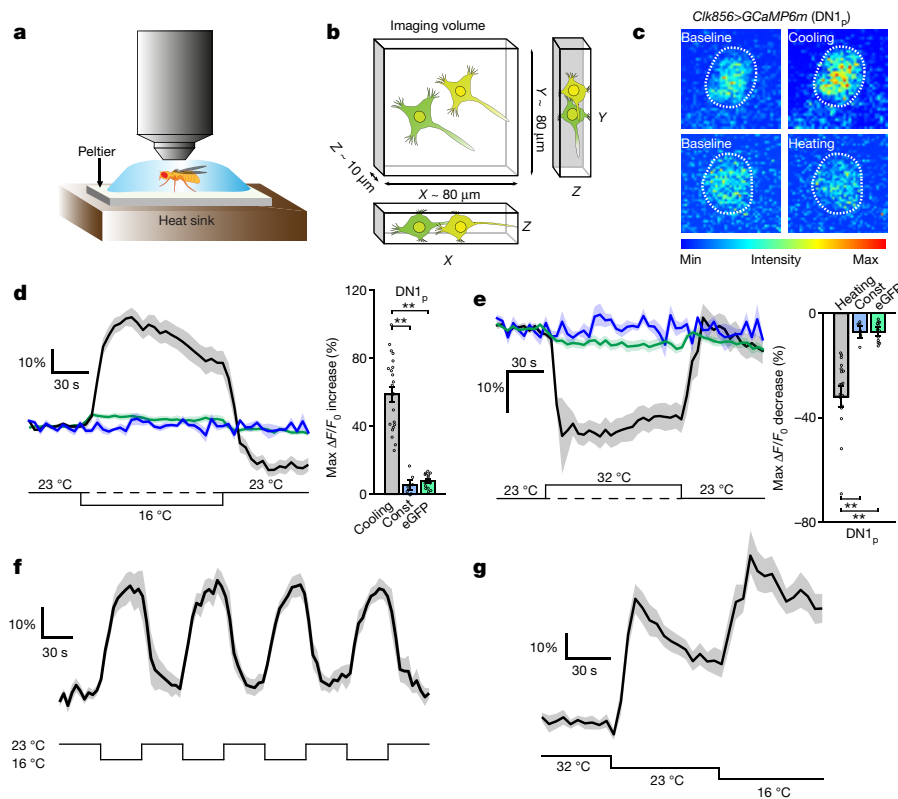 a
Peltier
Heat sink
b
Imaging volume
Y ~ 80 μm
Z ~ 10 μm
X ~ 80 μm
Y
Z
Z
X
c
Clk856>GCaMP6m (DN1p)
Baseline
Cooling
Baseline
Heating
Min Intensity Max
d
10%
30 s
23 °C
16 °C
23 °C
DN1p
**
**
Max ΔF/F0 increase (%)
120
80
40
0
Cooling
Const
eGFP
e
30 s
10%
23 °C
32 °C
23 °C
Heating
Const
eGFP
Max ΔF/F0 decrease (%)
0
−40
−80
**
**
DN1p
f
10%
30 s
23 °C
16 °C
g
10%
30 s
32 °C
23 °C
16 °C